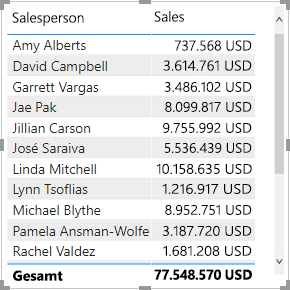 Salesperson Sales
Amy Alberts 737.568 USD
David Campbell 3.614.761 USD
Garrett Vargas 3.486.102 USD
Jae Pak 8.099.817 USD
Jillian Carson 9.755.992 USD
José Saraiva 5.536.439 USD
Linda Mitchell 10.158.635 USD
Lynn Tsoflias 1.216.917 USD
Michael Blythe 8.952.751 USD
Pamela Ansman-Wolfe 3.187.720 USD
Rachel Valdez 1.681.208 USD
Gesamt 77.548.570 USD